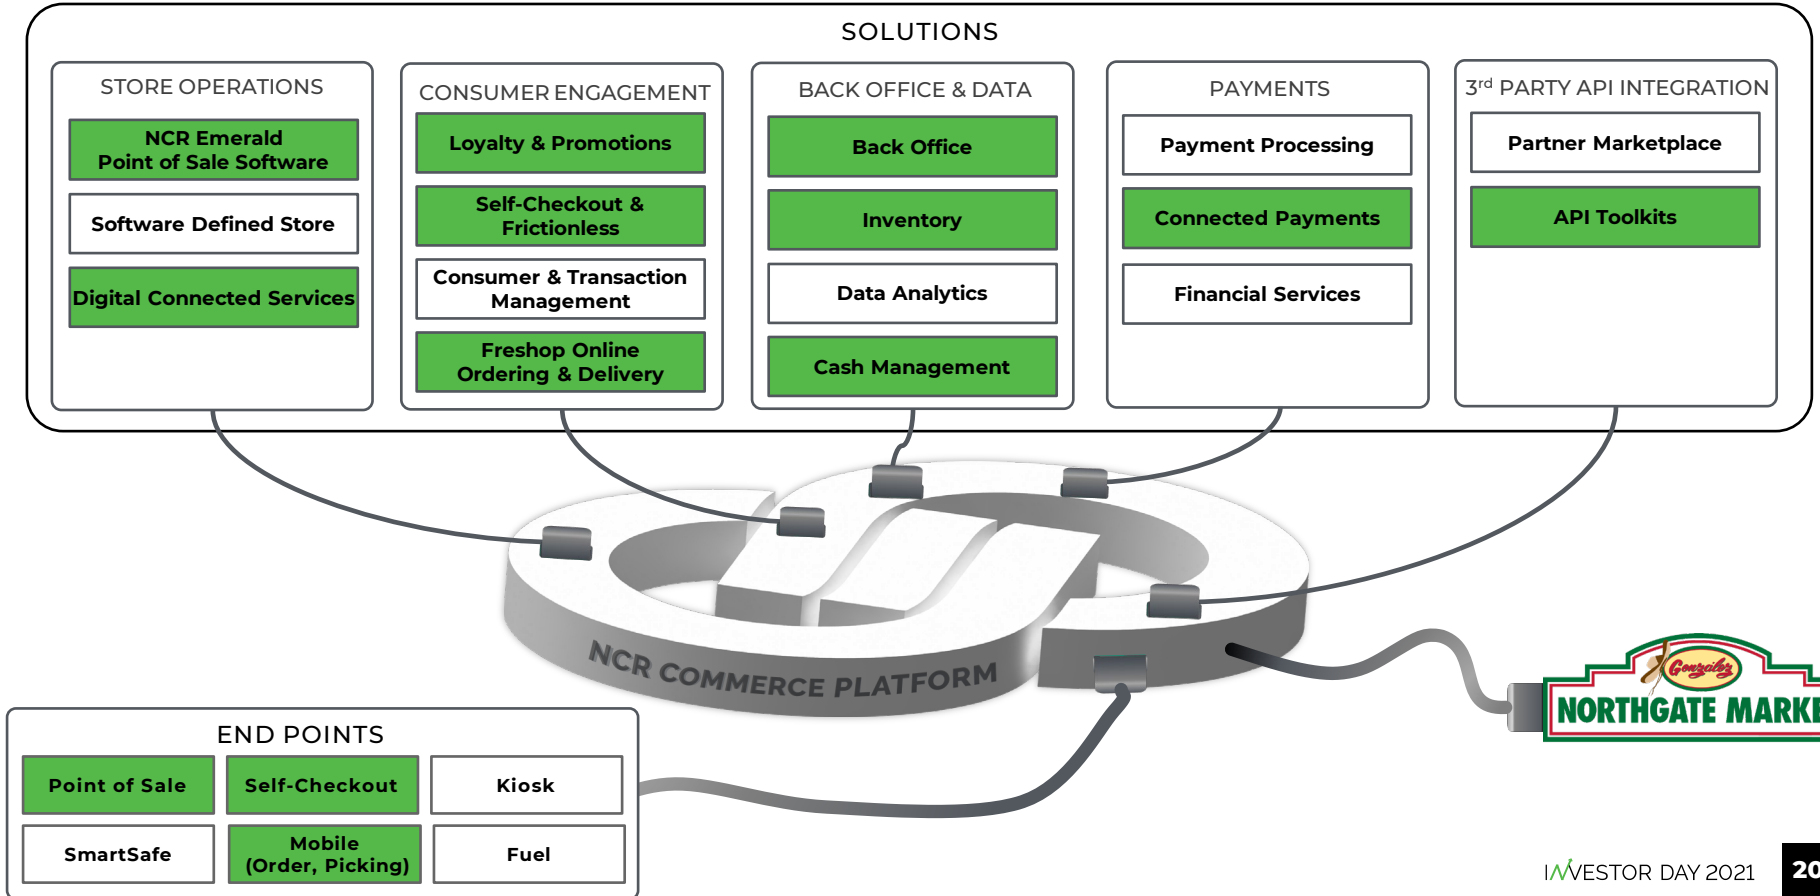 SOLUTIONS
STORE OPERATIONS
NCR Emerald
Point of Sale Software
Software Defined Store
Digital Connected Services
CONSUMER ENGAGEMENT
Loyalty & Promotions
Self-Checkout &
Frictionless
Consumer & Transaction
Management
Freshop Online
Ordering & Delivery
BACK OFFICE & DATA
Back Office
Inventory
Data Analytics
Cash Management
PAYMENTS
Payment Processing
Connected Payments
Financial Services
3rd PARTY API INTEGRATION
Partner Marketplace
API Toolkits
NCR COMMERCE PLATFORM
González
NORTHGATE MARKE
END POINTS
Point of Sale
Self-Checkout
Kiosk
SmartSafe
Mobile
(Order, Picking)
Fuel
INVESTOR DAY 2021
20